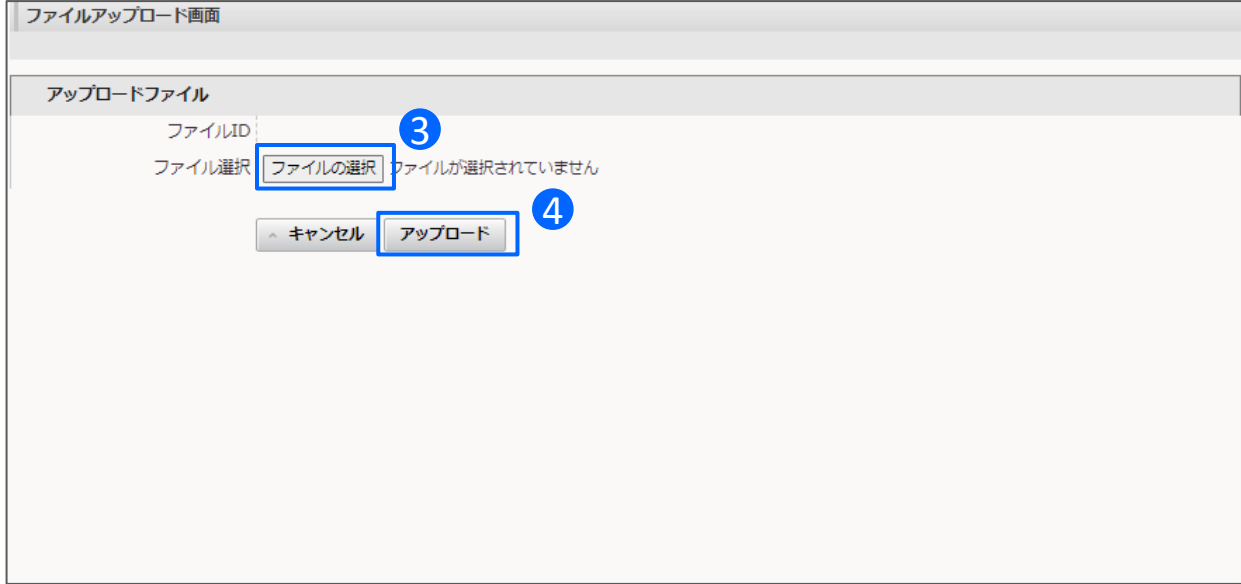 ファイルアップロード画面
アップロードファイル
ファイルID
3
ファイル選択 ファイルの選択 ファイルが選択されていません
4
キャンセル アップロード